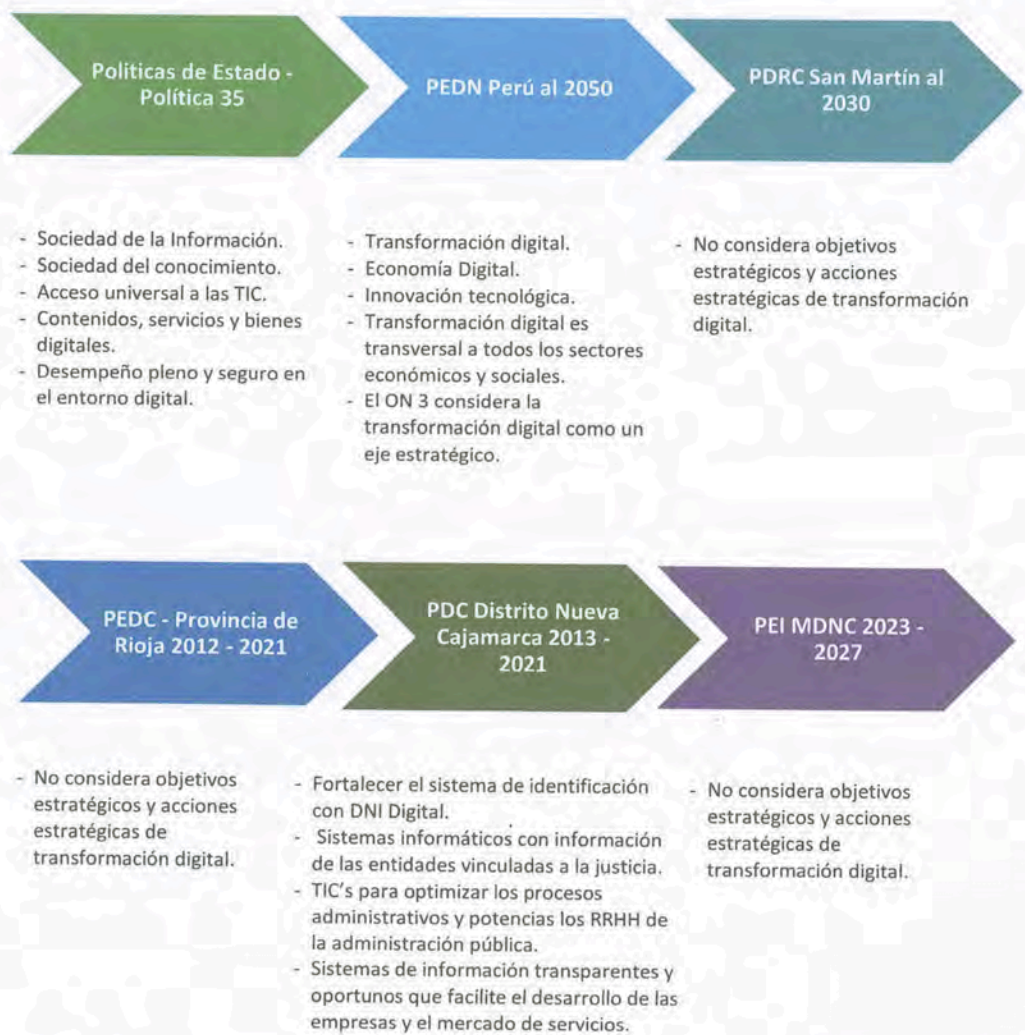 Politicas de Estado -
Política 35
PEDN Perú al 2050
PDRC San Martín al
2030
- Sociedad de la Información.
- Sociedad del conocimiento.
- Acceso universal a las TIC.
- Contenidos, servicios y bienes
digitales.
- Desempeño pleno y seguro en
el entorno digital.
- Transformación digital.
- Economía Digital.
- Innovación tecnológica.
- Transformación digital es
transversal a todos los sectores
económicos y sociales.
- El ON 3 considera la
transformación digital como un
eje estratégico.
- No considera objetivos
estratégicos y acciones
estratégicas de transformación
digital.
PEDC - Provincia de
Rioja 2012 - 2021
PDC Distrito Nueva
Cajamarca 2013 -
2021
PEI MDNC 2023 -
2027
- No considera objetivos
estratégicos y acciones
estratégicas de
transformación digital.
- Fortalecer el sistema de identificación
con DNI Digital.
- Sistemas informáticos con información
de las entidades vinculadas a la justicia.
- TIC's para optimizar los procesos
administrativos y potencias los RRHH de
la administración pública.
- Sistemas de información transparentes y
oportunos que facilite el desarrollo de las
empresas y el mercado de servicios.
- No considera objetivos
estratégicos y acciones
estratégicas de
transformación digital.